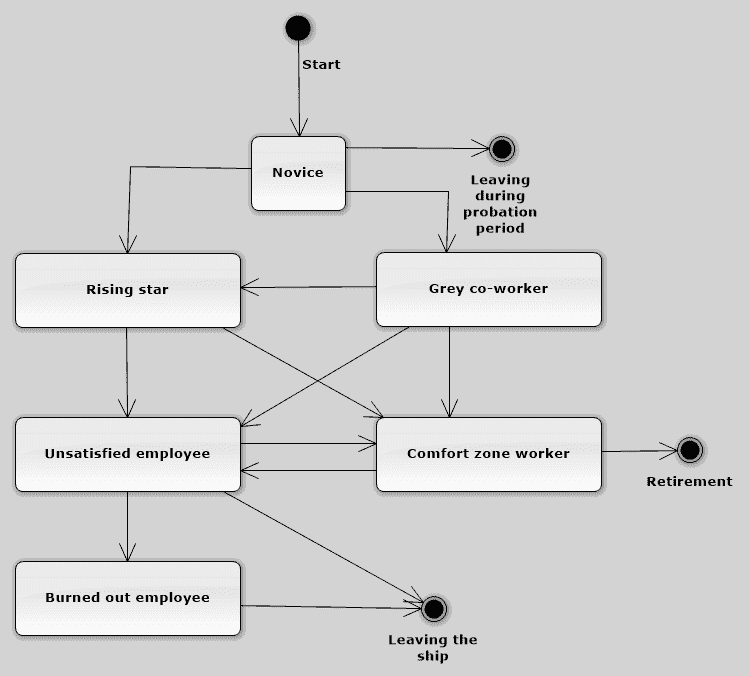 Start
Novice
Leaving
during
probation
period
Rising star
Grey co-worker
Unsatisfied employee
Comfort zone worker
Retirement
Burned out employee
Leaving the
ship